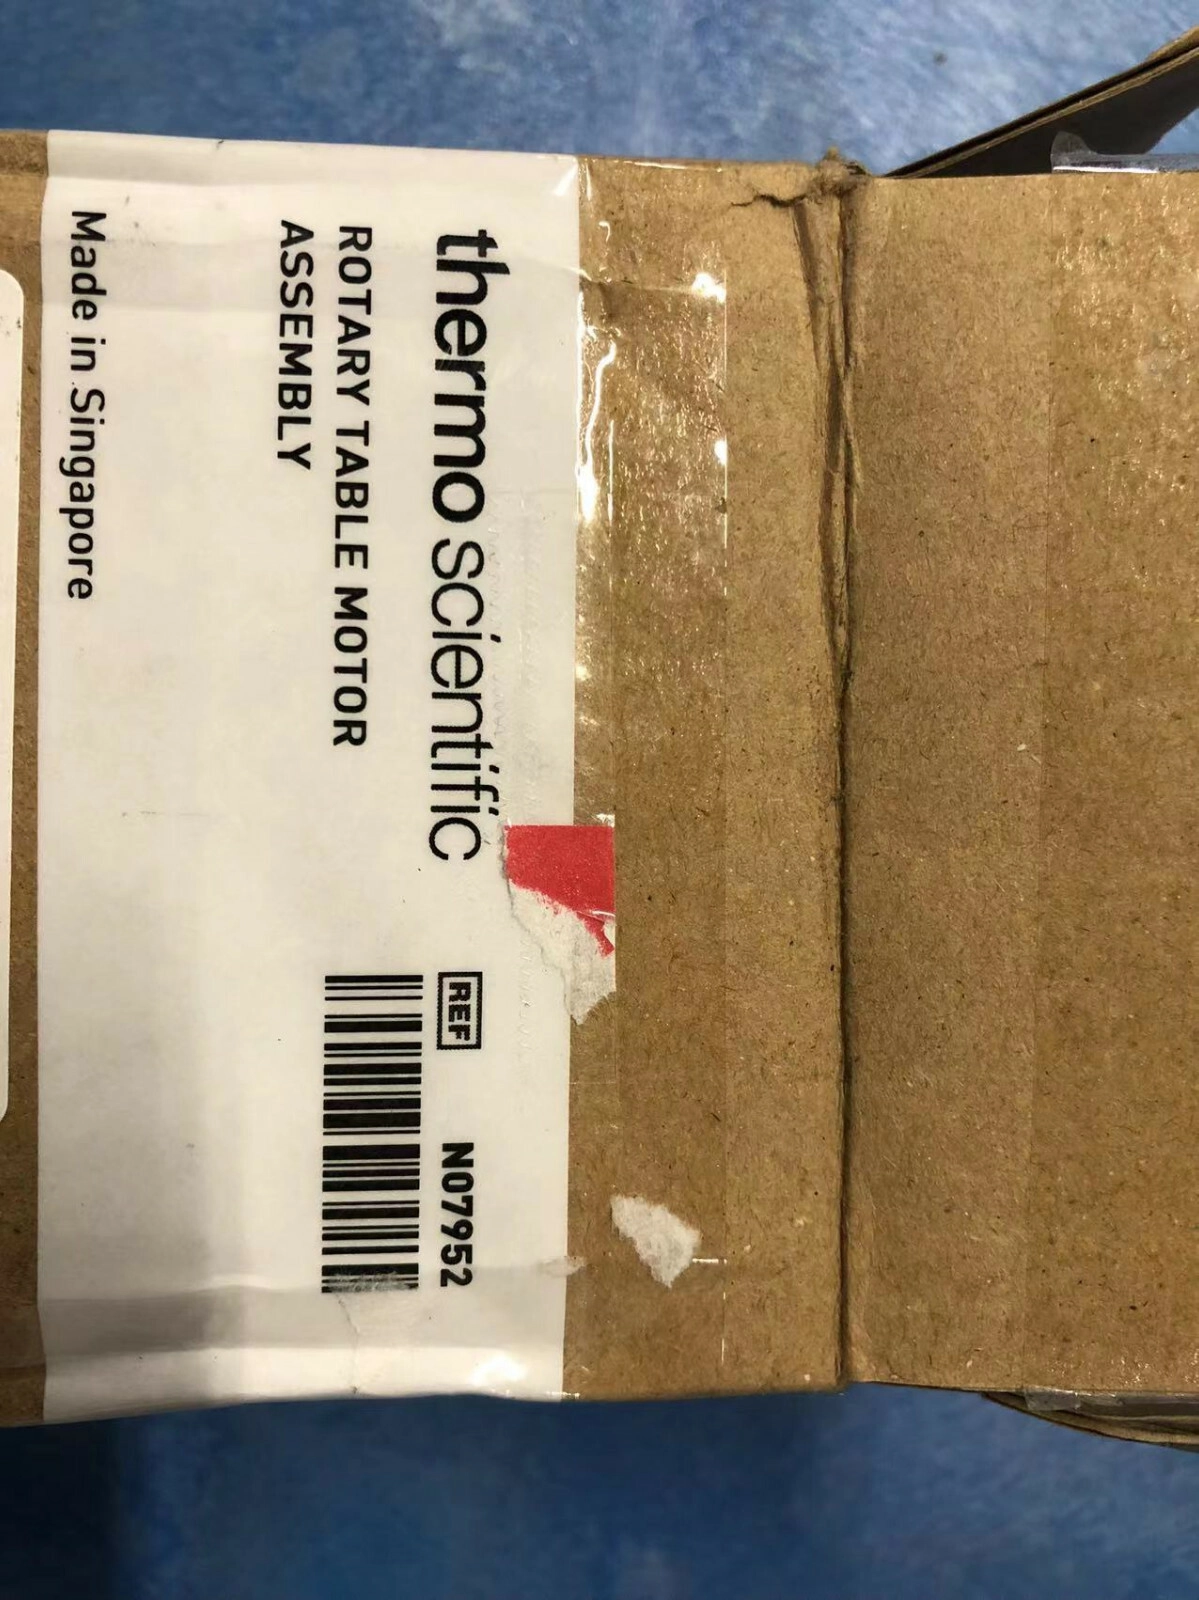 thermo scientific
ROTARY TABLE MOTOR
ASSEMBLY
REF N07952
Made in Singapore